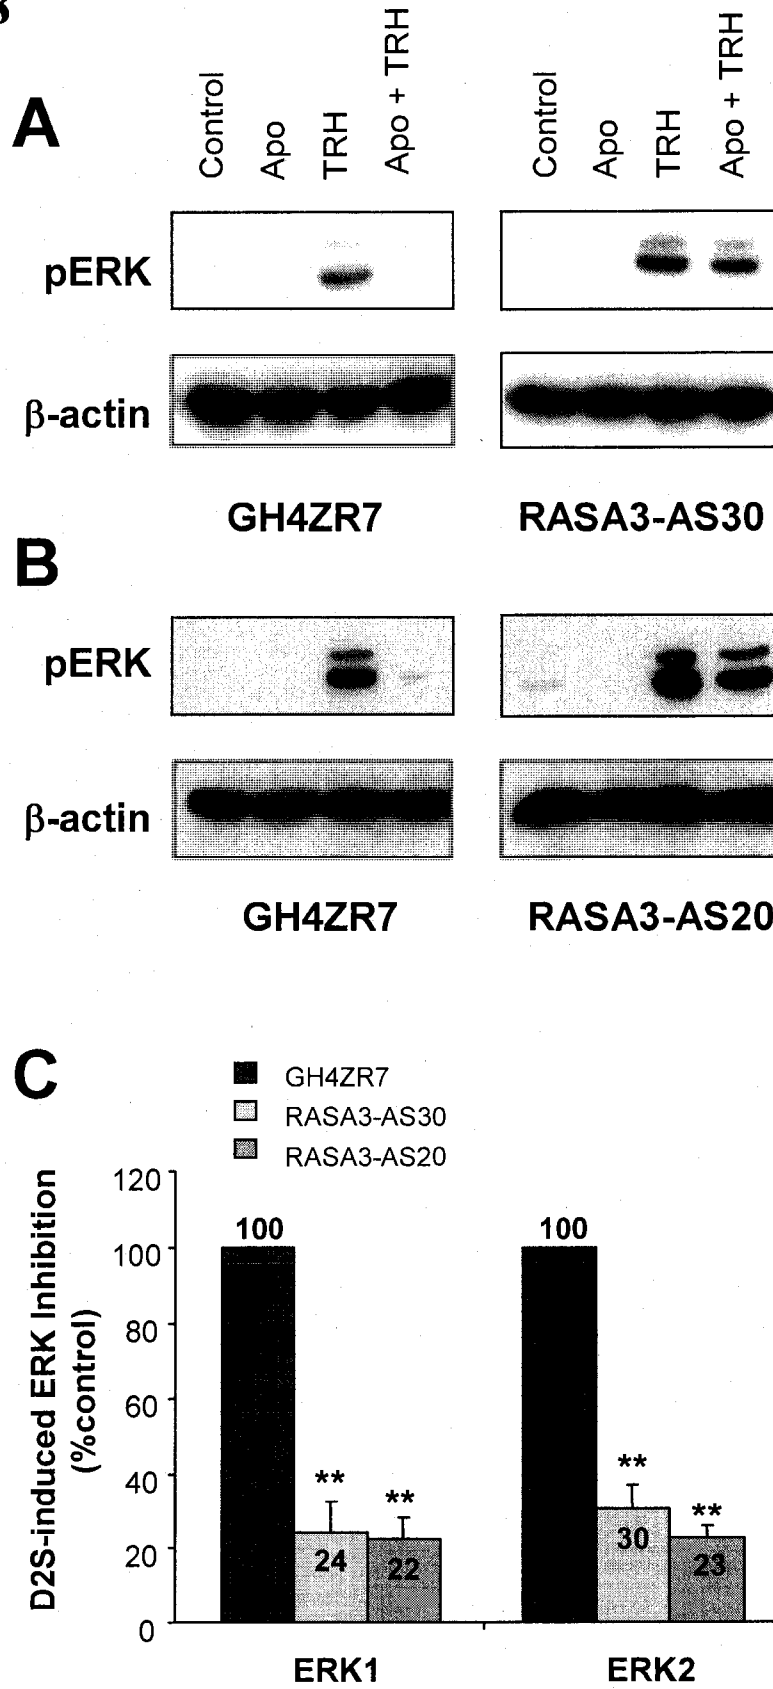 A
Control
Apo
TRH
Apo + TRH
Control
Apo
TRH
Apo + TRH
pERK
β-actin
GH4ZR7
RASA3-AS30
B
pERK
β-actin
GH4ZR7
RASA3-AS20
C
GH4ZR7
RASA3-AS30
RASA3-AS20
D2S-induced ERK Inhibition
(%control)
120
100
80
60
40
20
0
100
**
24
**
22
100
**
30
**
23
ERK1
ERK2